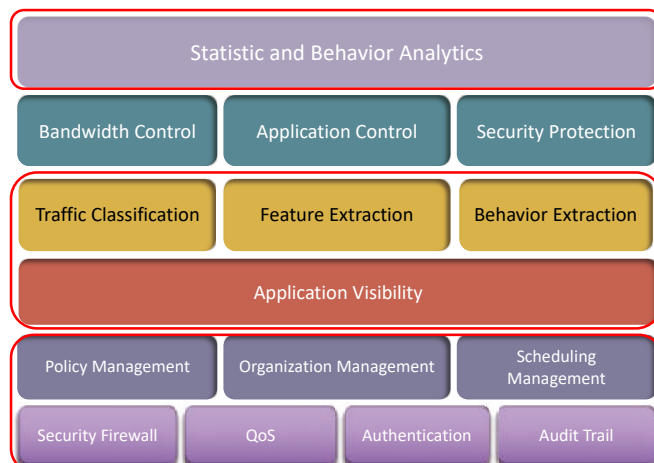 Statistic and Behavior Analytics
Bandwidth Control
Application Control
Security Protection
Traffic Classification
Feature Extraction
Behavior Extraction
Application Visibility
Policy Management
Organization Management
Scheduling
Management
Security Firewall
QoS
Authentication
Audit Trail